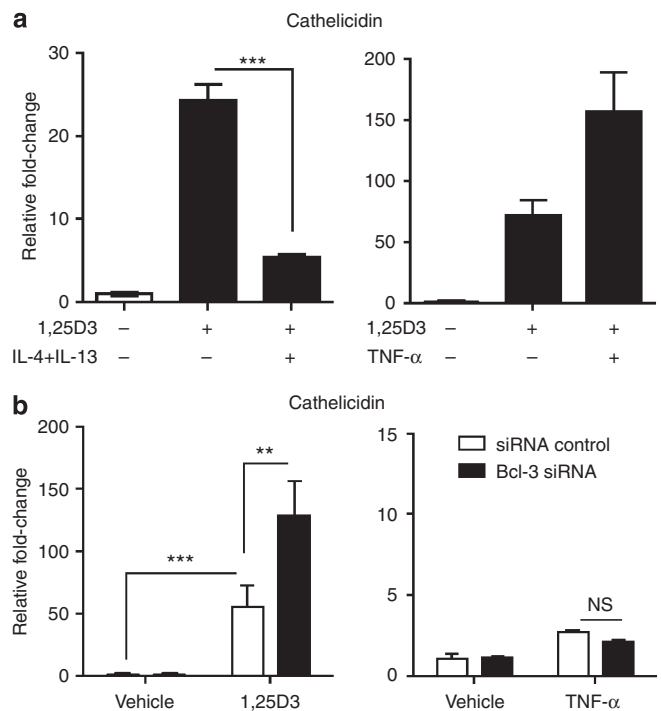 a
Cathelicidin
Relative fold-change
30
20
10
0
***
200
150
100
50
0
1,25D3 − + +
IL-4+IL-13 − − +
1,25D3 − + +
TNF-α − − +
b
Cathelicidin
Relative fold-change
200
150
100
50
0
***
**
Vehicle 1,25D3
15
10
5
0
siRNA control
Bcl-3 siRNA
NS
Vehicle TNF-α